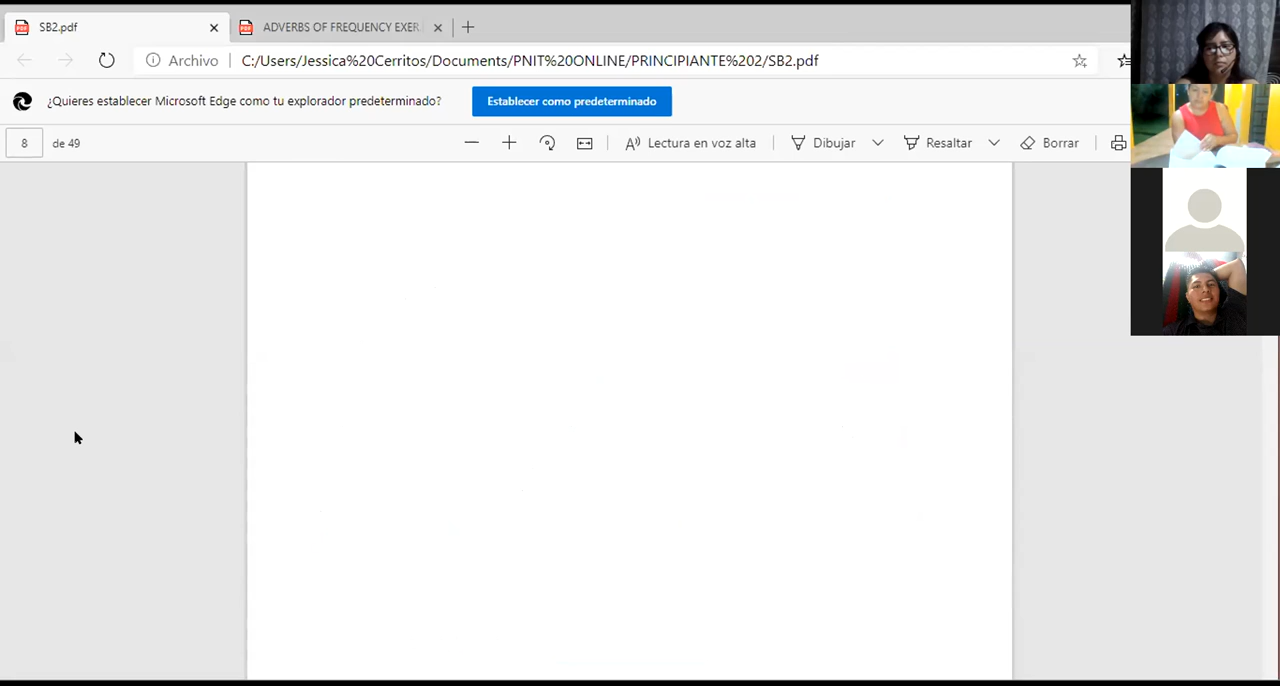 SB2.pdf
ADVERBS OF FREQUENCY EXER
Archivo
C:/Users/Jessica%20Cerritos/Documents/PNIT%20ONLINE/PRINCIPIANTE%202/SB2.pdf
¿Quieres establecer Microsoft Edge como tu explorador predeterminado?
Establecer como predeterminado
8 de 49
Lectura en voz alta
Dibujar
Resaltar
Borrar